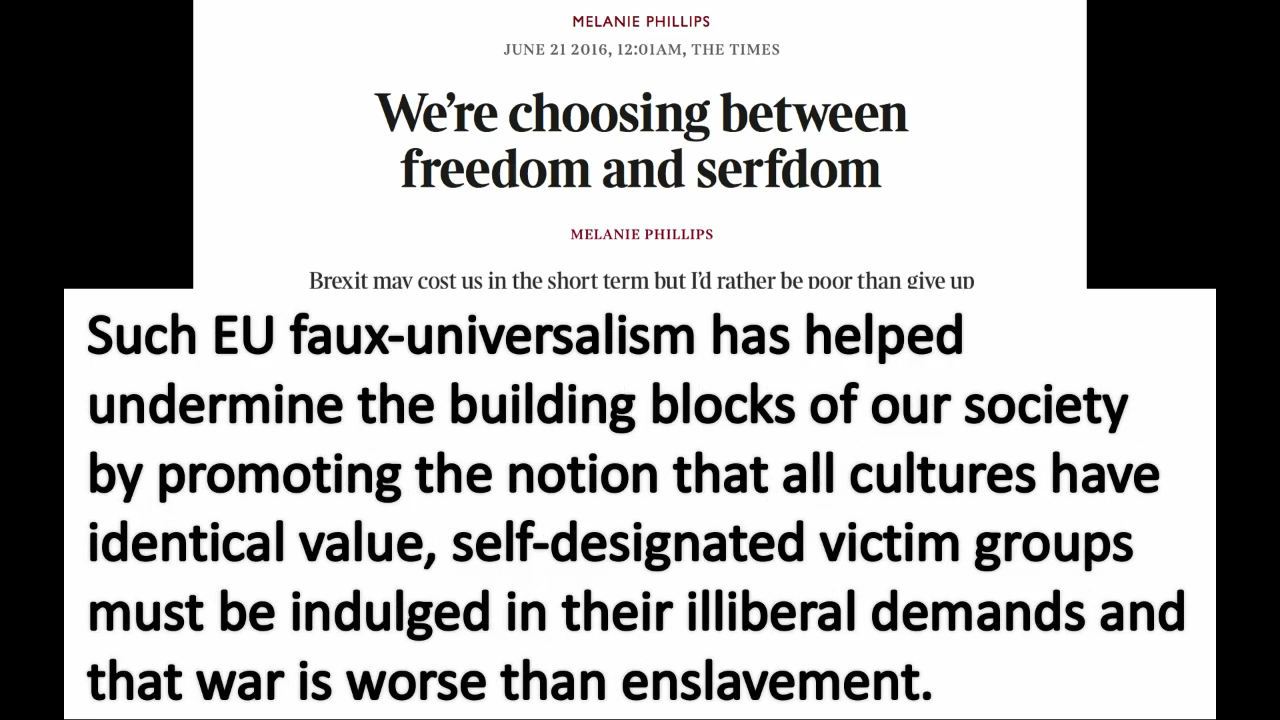 MELANIE PHILLIPS
JUNE 21 2016, 12:01AM, THE TIMES
We're choosing between
freedom and serfdom
MELANIE PHILLIPS
Brexit may cost us in the short term but I'd rather be poor than give up
Such EU faux-universalism has helped
undermine the building blocks of our society
by promoting the notion that all cultures have
identical value, self-designated victim groups
must be indulged in their illiberal demands and
that war is worse than enslavement.